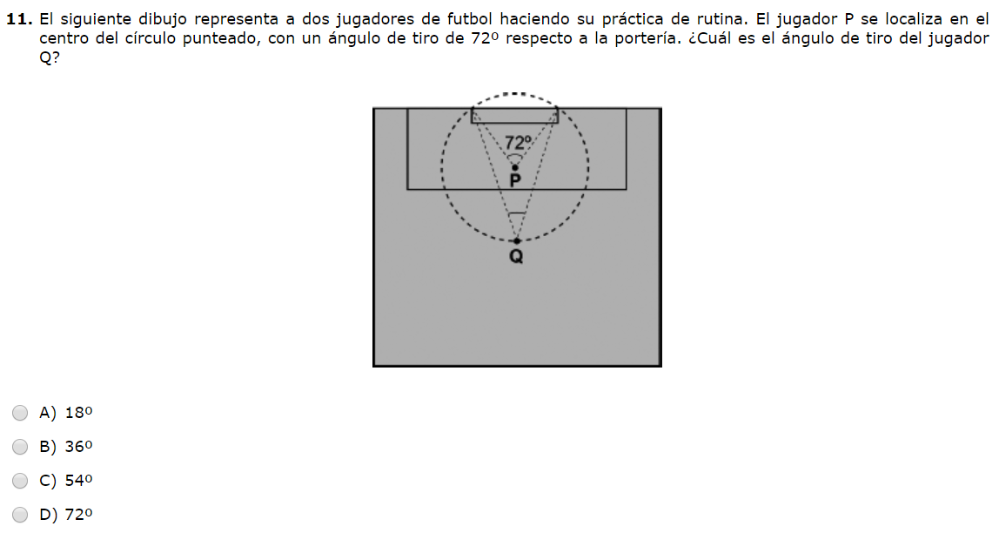 11. El siguiente dibujo representa a dos jugadores de futbol haciendo su práctica de rutina. El jugador P se localiza en el
centro del círculo punteado, con un ángulo de tiro de 72º respecto a la portería. ¿Cuál es el ángulo de tiro del jugador
Q?
72º
P
Q
A) 18º
B) 36º
C) 54º
D) 72º